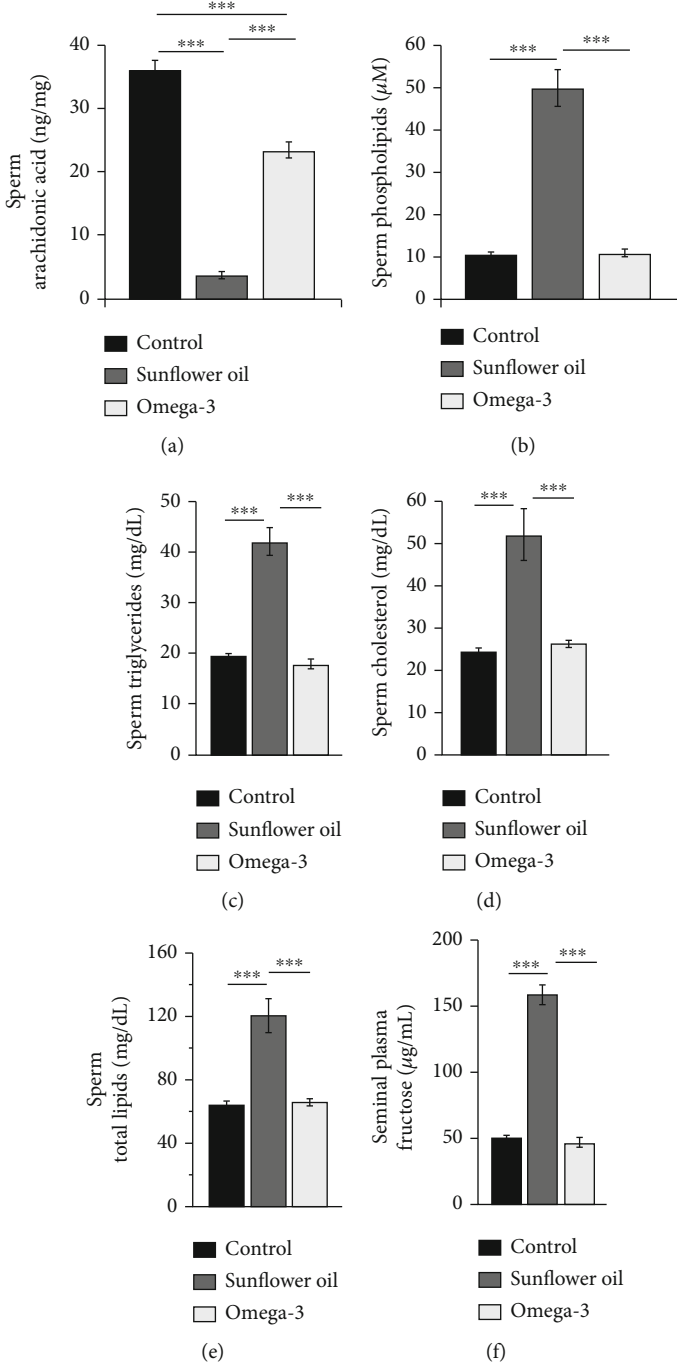 Sperm
arachidonic acid (ng/mg)
40
30
20
10
0
***
***
***
Control
Sunflower oil
Omega-3
(a)
Sperm phospholipids (µM)
60
50
40
30
20
10
0
***
***
Control
Sunflower oil
Omega-3
(b)
Sperm triglycerides (mg/dL)
50
40
30
20
10
0
***
***
Control
Sunflower oil
Omega-3
(c)
Sperm cholesterol (mg/dL)
60
50
40
30
20
10
0
***
***
Control
Sunflower oil
Omega-3
(d)
Sperm
total lipids (mg/dL)
160
120
80
60
0
***
***
Control
Sunflower oil
Omega-3
(e)
Seminal plasma
fructose (µg/mL)
200
150
100
50
0
***
***
Control
Sunflower oil
Omega-3
(f)